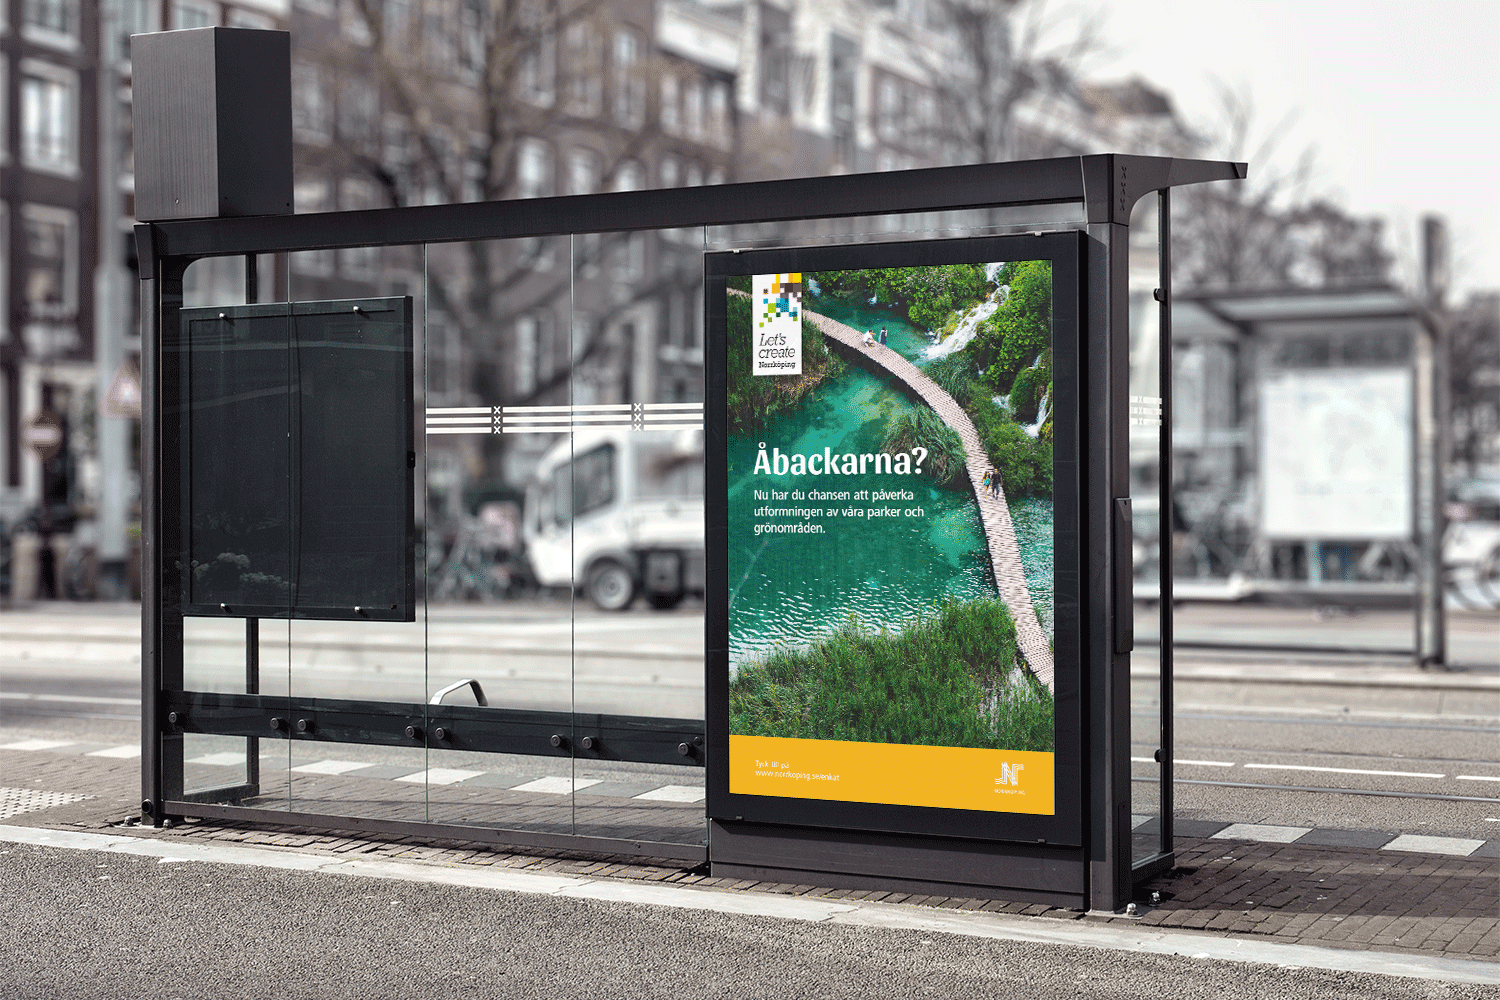 Let's
create
Norrköping
Åbackarna?
Nu har du chansen att påverka
utformningen av våra parker och
grönområden.
Tyck till på
www.norrkoping.se/enkat